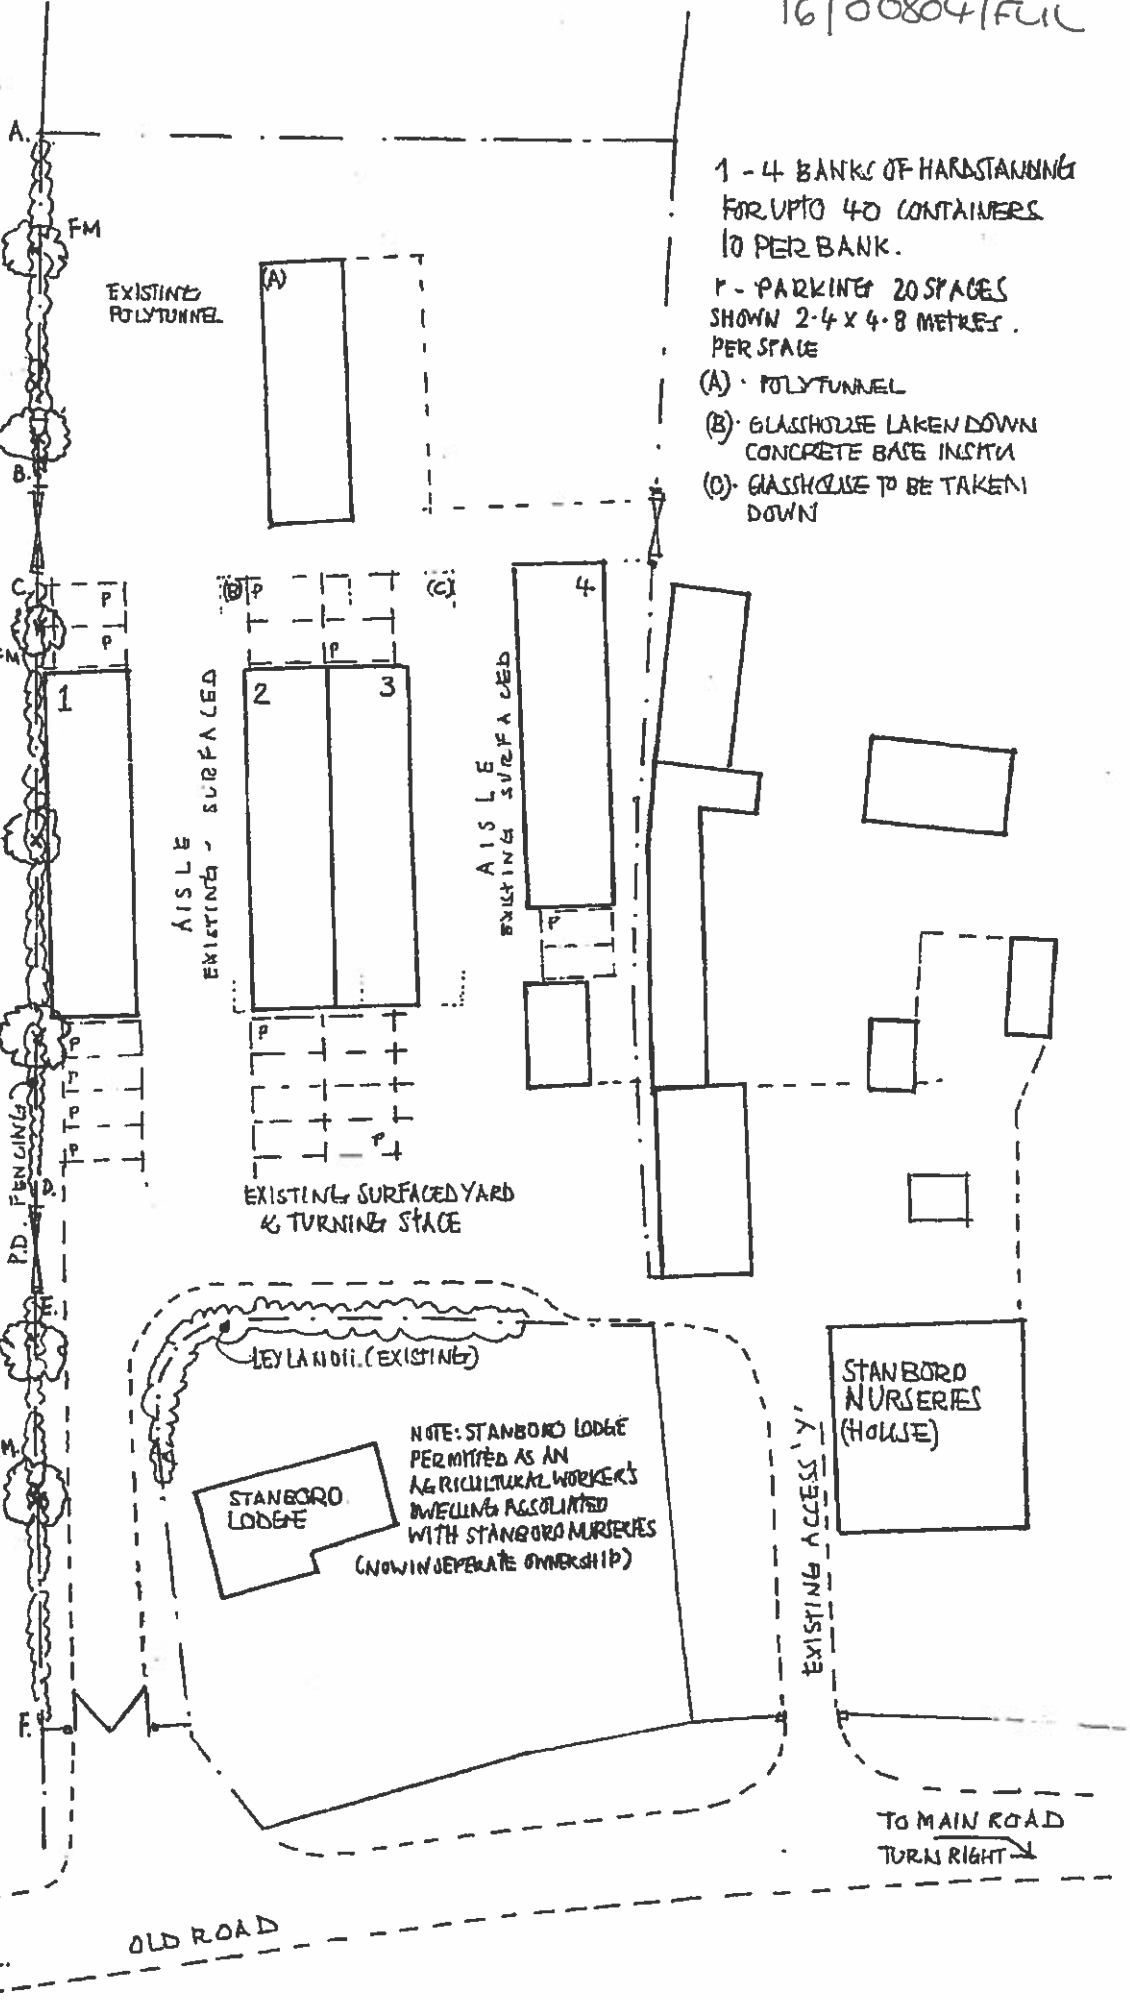 16/00804/FUL
A.
FM
1 - 4 BANKS OF HARDSTANDING
FOR UPTO 40 CONTAINERS
10 PER BANK.
P - PARKING 20 SPACES
SHOWN 2.4 X 4.8 METRES.
PER SPACE
(A) · POLYTUNNEL
(B) · GLASSHOUSE TAKEN DOWN
CONCRETE BASE INSITU
(C) · GLASSHOUSE TO BE TAKEN
DOWN
(A)
EXISTING
POLYTUNNEL
B.
C.
P
P
M
(B)
P
P
(C)
4
1
2
3
AISLE
EXISTING - SURFACED
AISLE
EXISTING SURFACED
P
P
P
P
P
P
P
P.D. FENCING
D.
EXISTING SURFACED YARD
& TURNING SPACE
E.
LEYLANDII. (EXISTING)
STANBORO
NURSERIES
(HOUSE)
NOTE: STANBORO LODGE
PERMITTED AS AN
AGRICULTURAL WORKERS
DWELLING ASSOCIATED
WITH STANBORO NURSERIES
(NOW IN SEPERATE OWNERSHIP)
M.
STANBORO
LODGE
EXISTING ACCESS 'Y'
F.
TO MAIN ROAD
TURN RIGHT
OLD ROAD